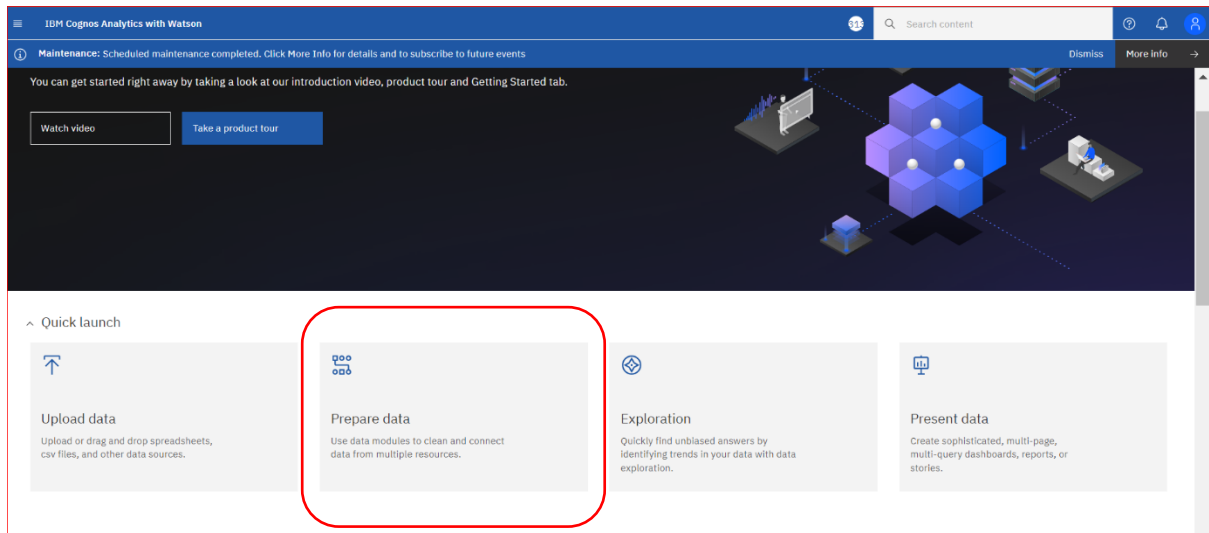 IBM Cognos Analytics with Watson
313
Search content
Maintenance: Scheduled maintenance completed. Click More Info for details and to subscribe to future events
Dismiss
More info
You can get started right away by taking a look at our introduction video, product tour and Getting Started tab.
Watch video
Take a product tour
Quick launch
Upload data
Upload or drag and drop spreadsheets,
csv files, and other data sources.
Prepare data
Use data modules to clean and connect
data from multiple resources.
Exploration
Quickly find unbiased answers by
identifying trends in your data with data
exploration.
Present data
Create sophisticated, multi-page,
multi-query dashboards, reports, or
stories.